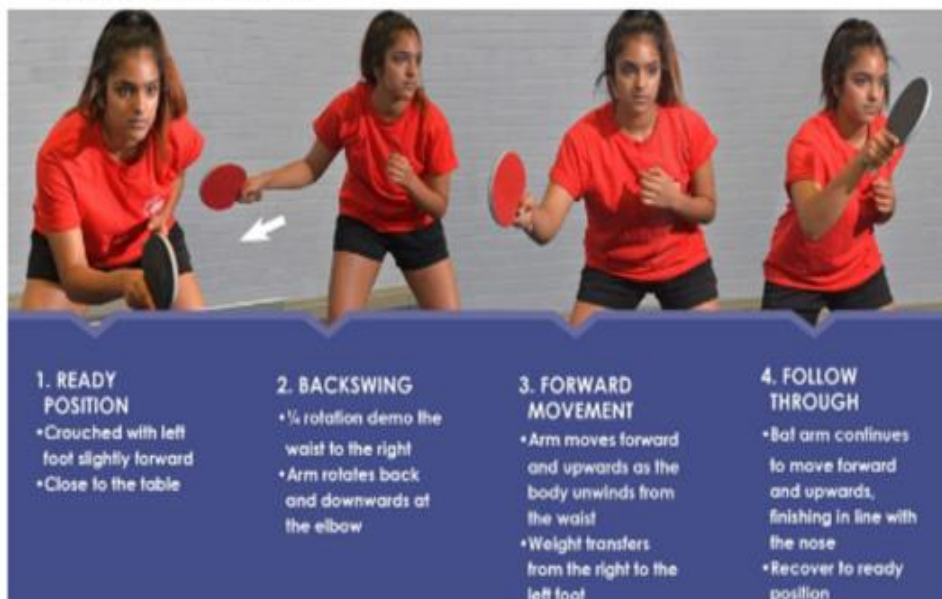 1. READY
POSITION
•Crouched with left
foot slightly forward
•Close to the table
2. BACKSWING
•¼ rotation demo the
waist to the right
•Arm rotates back
and downwards at
the elbow
3. FORWARD
MOVEMENT
•Arm moves forward
and upwards as the
body unwinds from
the waist
•Weight transfers
from the right to the
left foot
4. FOLLOW
THROUGH
•Bat arm continues
to move forward
and upwards,
finishing in line with
the nose
•Recover to ready
position